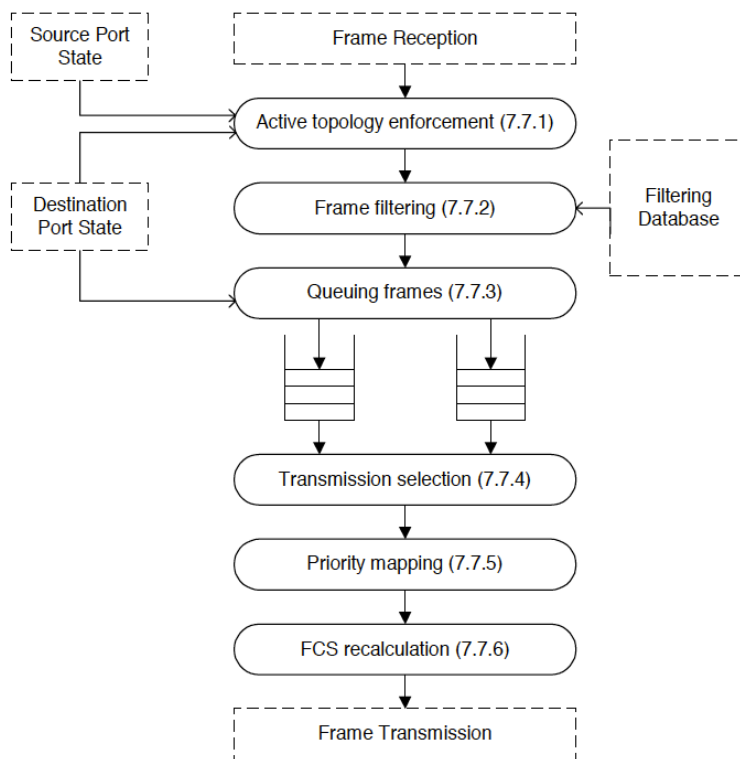 Source Port
State
Frame Reception
Active topology enforcement (7.7.1)
Destination
Port State
Frame filtering (7.7.2)
Filtering
Database
Queuing frames (7.7.3)
Transmission selection (7.7.4)
Priority mapping (7.7.5)
FCS recalculation (7.7.6)
Frame Transmission